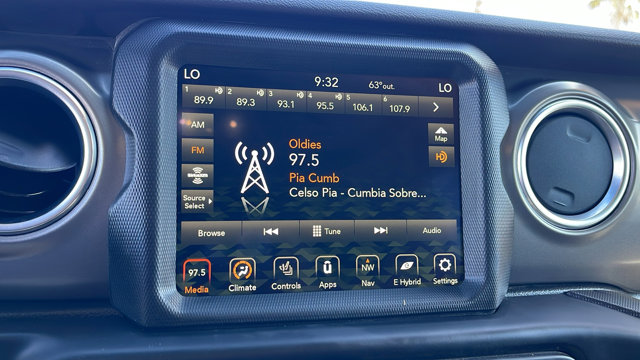 LO 9:32 63°out. LO
1 2 3 4 5 6
89.9 89.3 93.1 95.5 106.1 107.9
AM
Map
FM
Oldies
97.5
Pia Cumb
Celso Pia - Cumbia Sobre...
Source
Select
Browse Tune Audio
97.5 NW
Media Climate Controls Apps Nav E Hybrid Settings